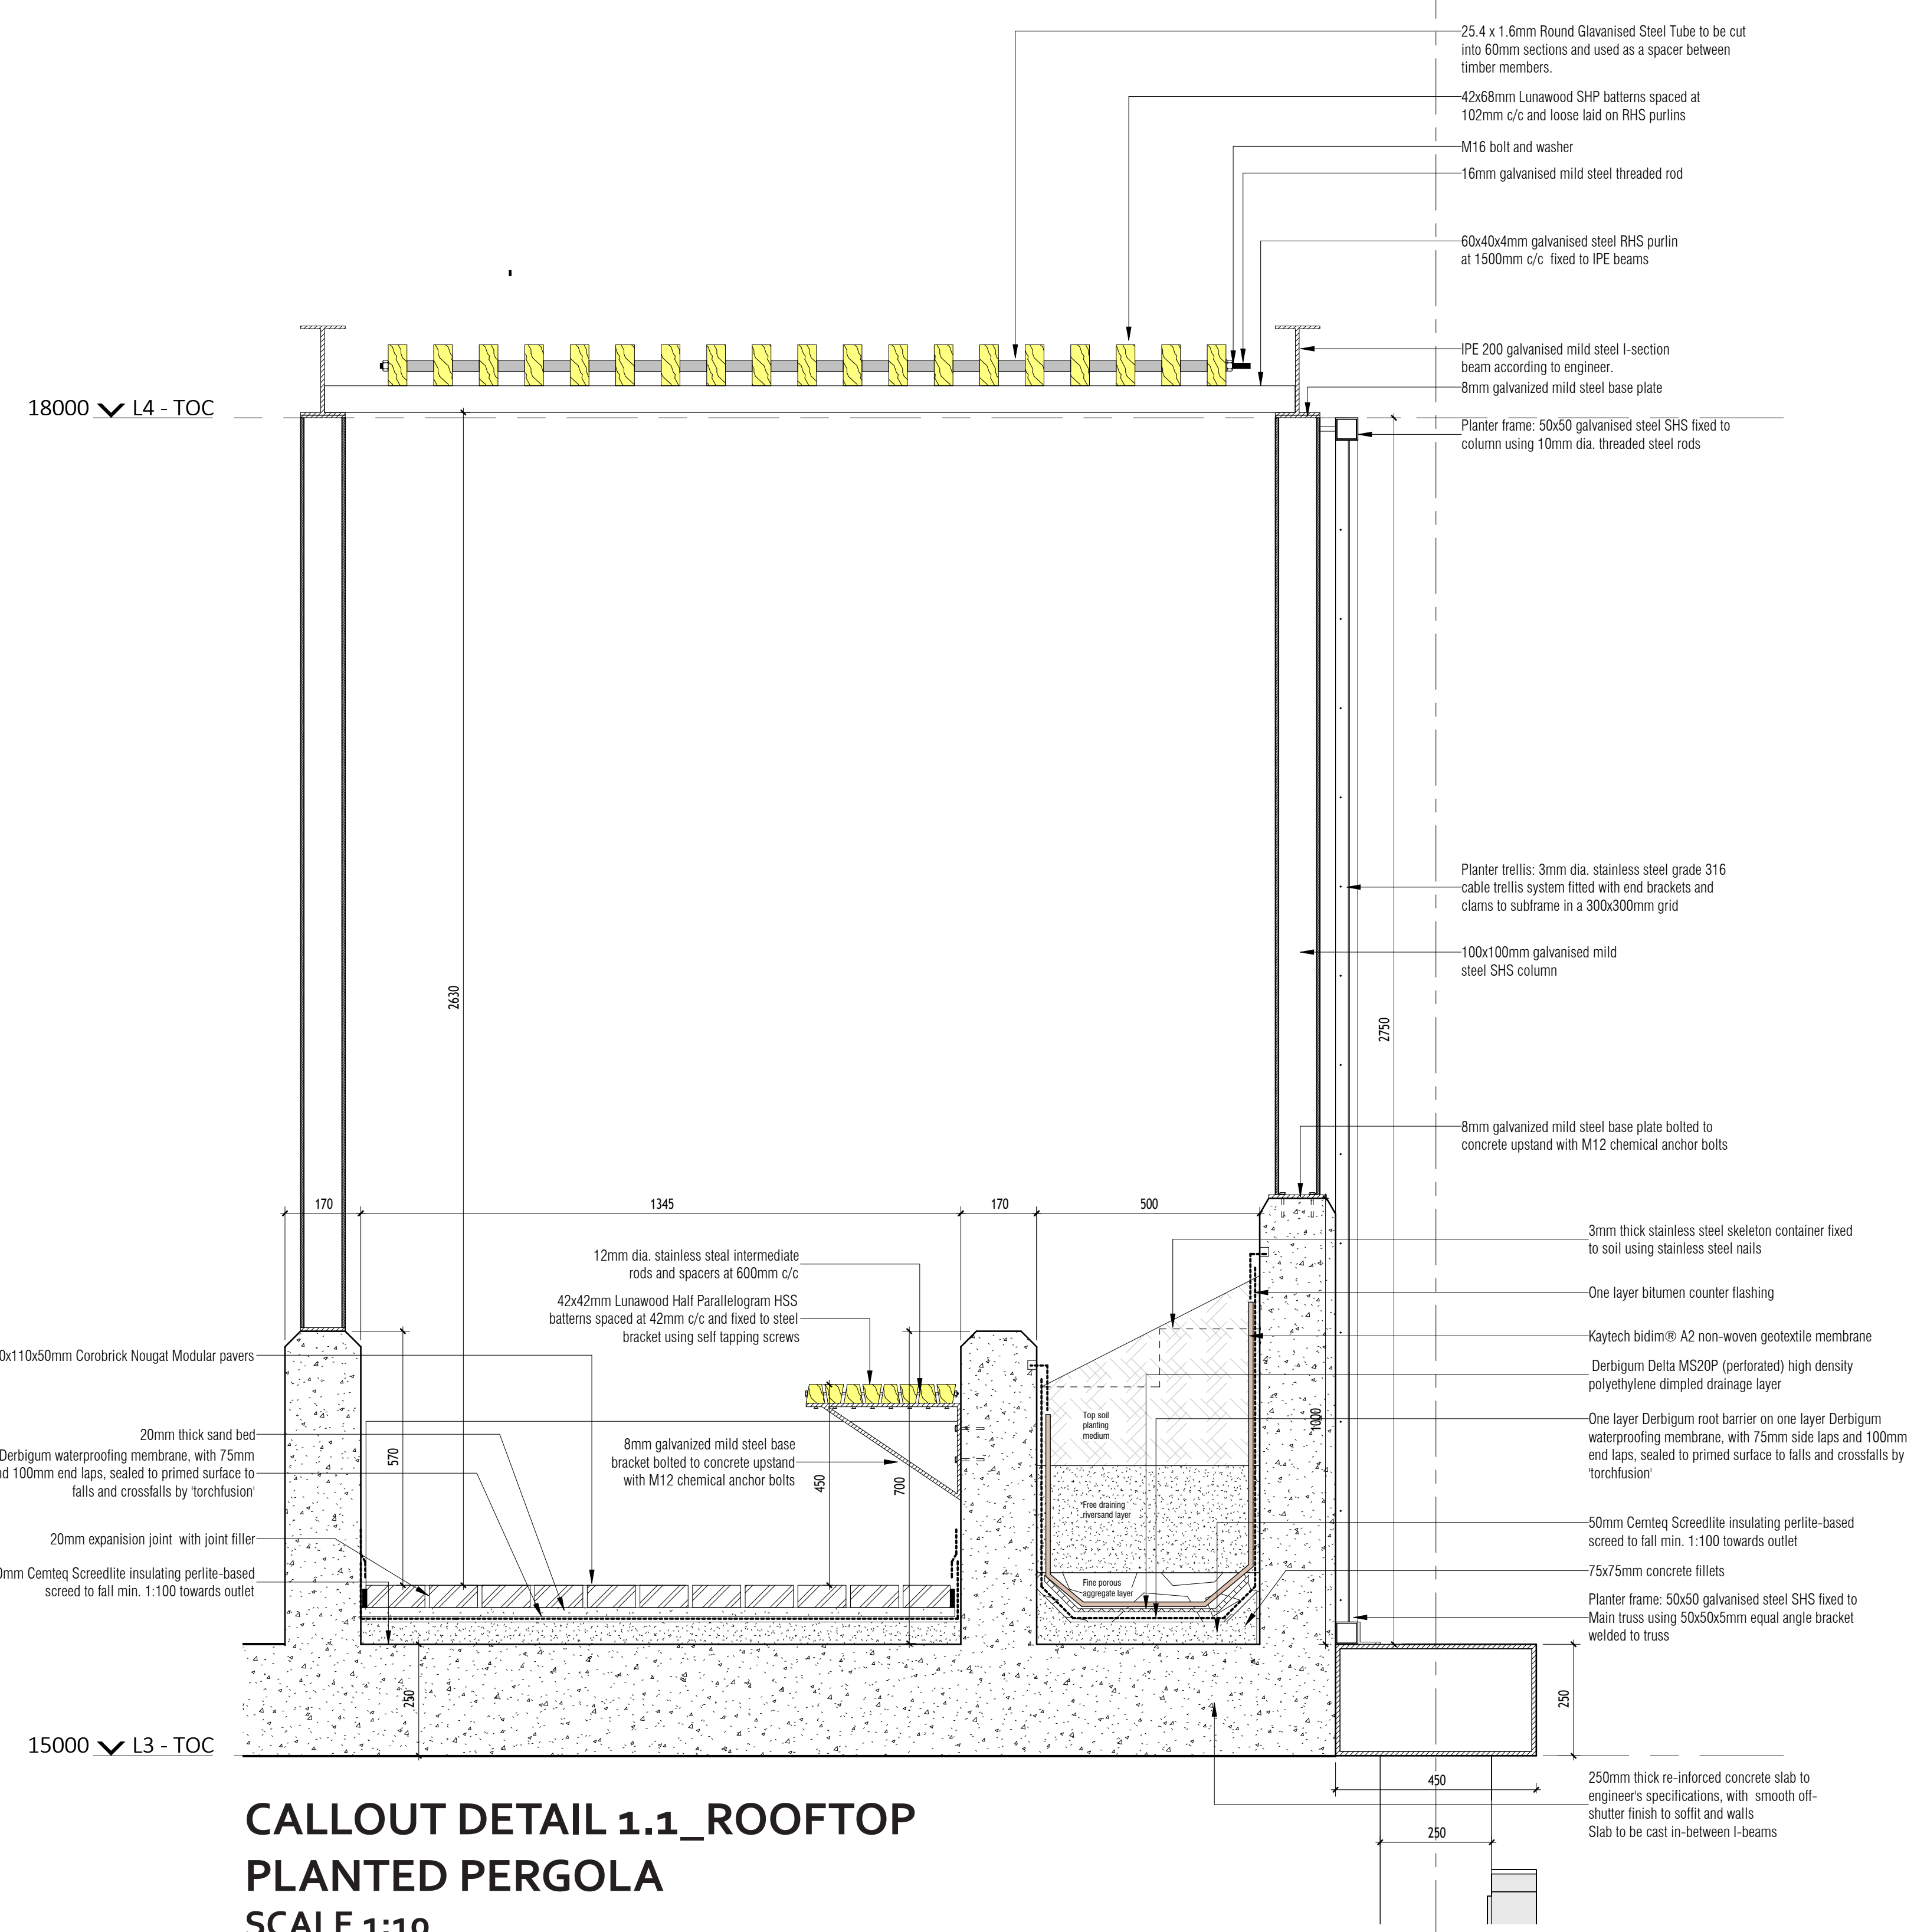 25.4 x 1.6mm Round Glavanised Steel Tube to be cut
into 60mm sections and used as a spacer between
timber members.
42x68mm Lunawood SHP batterns spaced at
102mm c/c and loose laid on RHS purlins
M16 bolt and washer
16mm galvanised mild steel threaded rod
60x40x4mm galvanised steel RHS purlin
at 1500mm c/c fixed to IPE beams
IPE 200 galvanised mild steel I-section
beam according to engineer.
8mm galvanized mild steel base plate
18000 L4 - TOC
Planter frame: 50x50 galvanised steel SHS fixed to
column using 10mm dia. threaded steel rods
Planter trellis: 3mm dia. stainless steel grade 316
cable trellis system fitted with end brackets and
clams to subframe in a 300x300mm grid
100x100mm galvanised mild
steel SHS column
2630
2750
8mm galvanized mild steel base plate bolted to
concrete upstand with M12 chemical anchor bolts
170
1345
170
500
12mm dia. stainless steal intermediate
rods and spacers at 600mm c/c
42x42mm Lunawood Half Parallelogram HSS
batterns spaced at 42mm c/c and fixed to steel
bracket using self tapping screws
0x110x50mm Corobrick Nougat Modular pavers
20mm thick sand bed
Derbigum waterproofing membrane, with 75mm
nd 100mm end laps, sealed to primed surface to
falls and crossfalls by 'torchfusion'
20mm expanision joint with joint filler
0mm Cemteq Screedlite insulating perlite-based
screed to fall min. 1:100 towards outlet
8mm galvanized mild steel base
bracket bolted to concrete upstand
with M12 chemical anchor bolts
570
450
700
1000
Top soil
planting
medium
Free draining
riversand layer
Fine porous
aggregate layer
3mm thick stainless steel skeleton container fixed
to soil using stainless steel nails
One layer bitumen counter flashing
Kaytech bidim® A2 non-woven geotextile membrane
Derbigum Delta MS20P (perforated) high density
polyethylene dimpled drainage layer
One layer Derbigum root barrier on one layer Derbigum
waterproofing membrane, with 75mm side laps and 100mm
end laps, sealed to primed surface to falls and crossfalls by
'torchfusion'
50mm Cemteq Screedlite insulating perlite-based
screed to fall min. 1:100 towards outlet
75x75mm concrete fillets
Planter frame: 50x50 galvanised steel SHS fixed to
Main truss using 50x50x5mm equal angle bracket
welded to truss
250
250
15000 L3 - TOC
450
250
250mm thick re-inforced concrete slab to
engineer's specifications, with smooth off-
shutter finish to soffit and walls
Slab to be cast in-between I-beams
CALLOUT DETAIL 1.1_ROOFTOP
PLANTED PERGOLA
SCALE 1:10